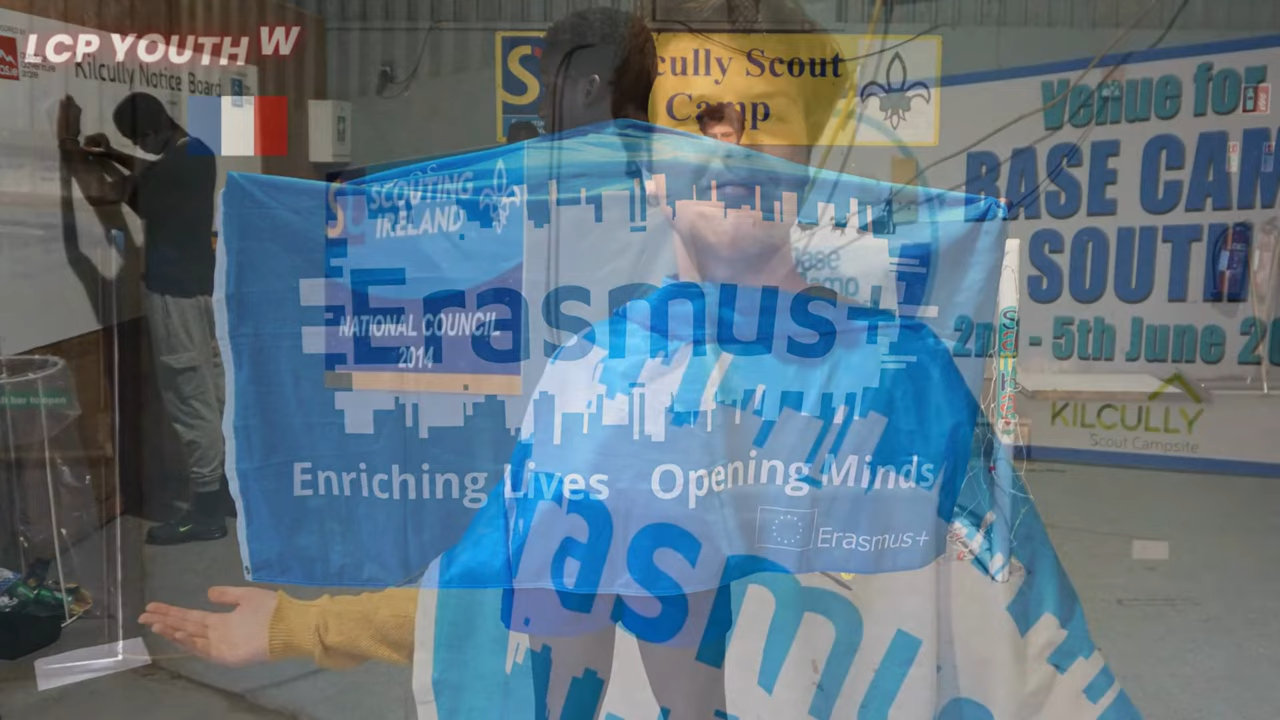 LCP YOUTH W
Kilcully Notice Board
cully Scout
Camp
Venue for
BASE CAM
SOUTH
2nd - 5th June 20
KILCULLY
Scout Campsite
SCOUTING
IRELAND
NATIONAL COUNCIL
2014
Erasmus+
Enriching Lives Opening Minds
Erasmus+
asmu